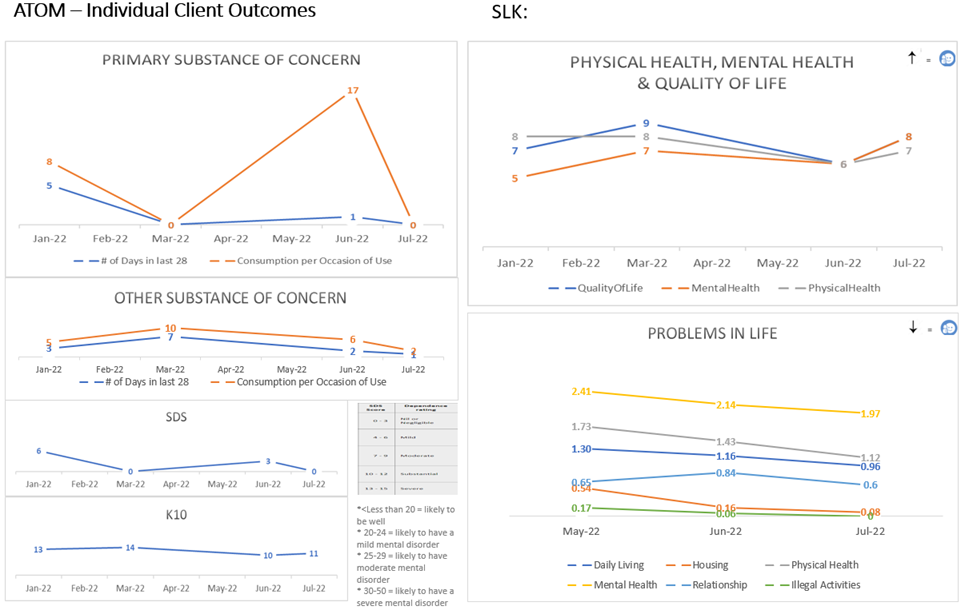 ATOM – Individual Client Outcomes
SLK:
PRIMARY SUBSTANCE OF CONCERN
17
8
5
0
1
0
Jan-22 Feb-22 Mar-22 Apr-22 May-22 Jun-22 Jul-22
# of Days in last 28 Consumption per Occasion of Use
OTHER SUBSTANCE OF CONCERN
5 10 6 2
3 7 2 1
Jan-22 Feb-22 Mar-22 Apr-22 May-22 Jun-22 Jul-22
# of Days in last 28 Consumption per Occasion of Use
SDS
6 0 3 0
Jan-22 Feb-22 Mar-22 Apr-22 May-22 Jun-22 Jul-22
SDS Dependence
Score rating
0 - 3 Nil or
Negligible
4 - 6 Mild
7 - 9 Moderate
10 - 12 Substantial
13 - 15 Severe
K10
13 14 10 11
Jan-22 Feb-22 Mar-22 Apr-22 May-22 Jun-22 Jul-22
*<Less than 20 = likely to
be well
* 20-24 = likely to have a
mild mental disorder
* 25-29 = likely to have
moderate mental
disorder
* 30-50 = likely to have a
severe mental disorder
PHYSICAL HEALTH, MENTAL HEALTH
& QUALITY OF LIFE
↑ =
9
8 8 8
7 7 7
5 6
Jan-22 Feb-22 Mar-22 Apr-22 May-22 Jun-22 Jul-22
QualityOfLife MentalHealth PhysicalHealth
PROBLEMS IN LIFE
↓ =
2.41 2.14 1.97
1.73 1.43 1.12
1.30 1.16 0.96
0.65 0.84 0.6
0.54 0.16 0.08
0.17 0.06 0
May-22 Jun-22 Jul-22
Daily Living Housing Physical Health
Mental Health Relationship Illegal Activities